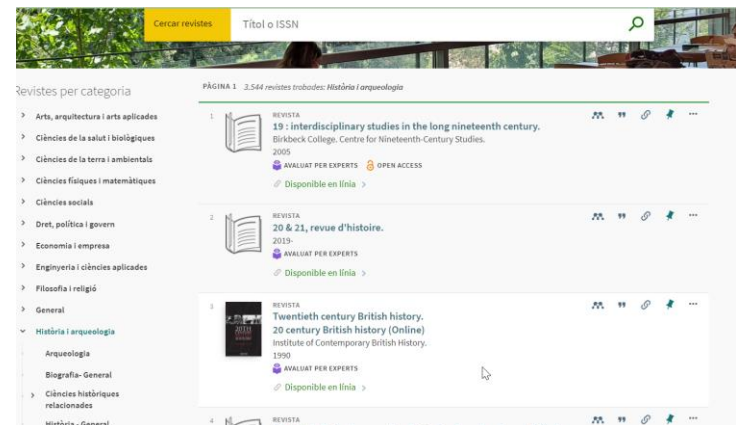 Cercar revistes
Títol o ISSN
Revistes per categoria
Arts, arquitectura i arts aplicades
Ciències de la salut i biològiques
Ciències de la terra i ambientals
Ciències físiques i matemàtiques
Ciències socials
Dret, política i govern
Economia i empresa
Enginyeria i ciències aplicades
Filosofia i religió
General
Història i arqueologia
Arqueologia
Biografia- General
Ciències històriques
relacionades
Història - General
PÀGINA 1 3.544 revistes trobades: Història i arqueologia
1
REVISTA
19 : interdisciplinary studies in the long nineteenth century.
Birkbeck College. Centre for Nineteenth-Century Studies.
2005
AVALUAT PER EXPERTS OPEN ACCESS
Disponible en línia >
2
REVISTA
20 & 21, revue d'histoire.
2019-
AVALUAT PER EXPERTS
Disponible en línia >
3
REVISTA
Twentieth century British history.
20 century British history (Online)
Institute of Contemporary British History.
1990
AVALUAT PER EXPERTS
Disponible en línia >
4
REVISTA